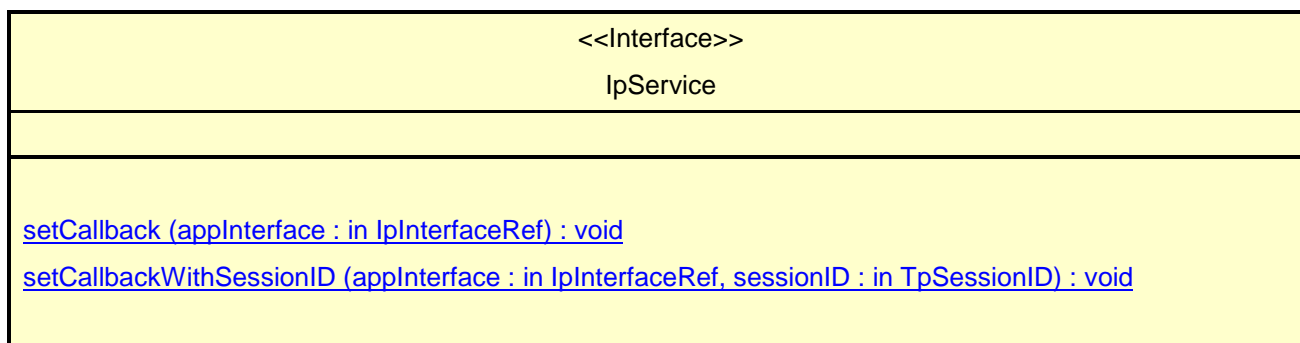 <<Interface>>
IpService
setCallback (appInterface : in IpInterfaceRef) : void
setCallbackWithSessionID (appInterface : in IpInterfaceRef, sessionID : in TpSessionID) : void